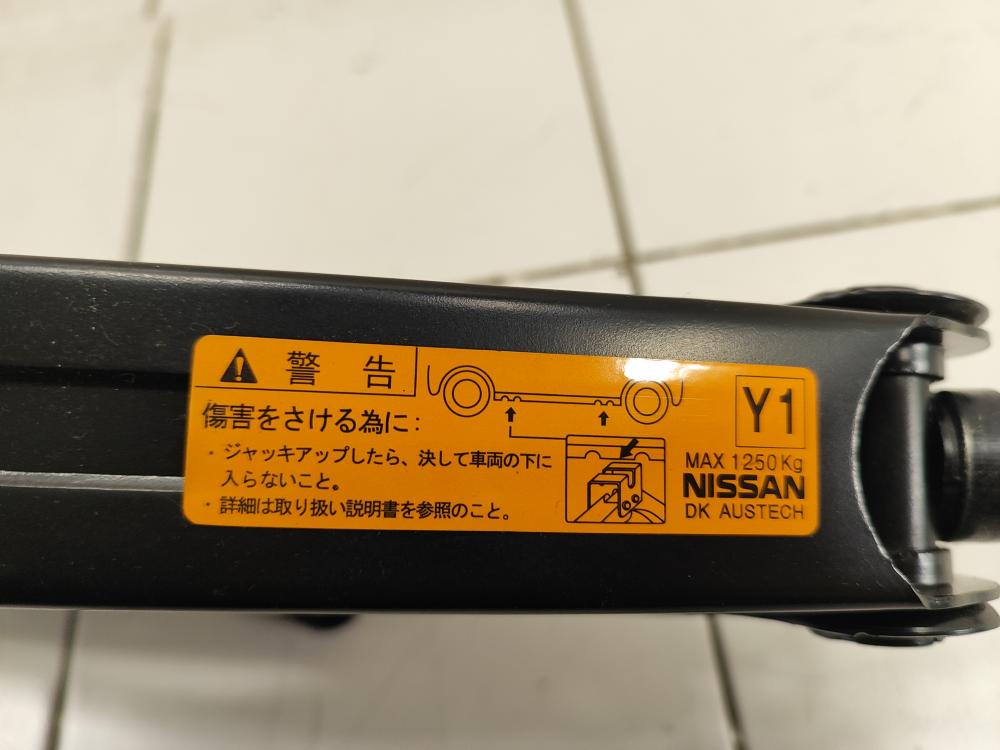 警告
傷害をさける為に:
・ジャッキアップしたら、決して車両の下に
入らないこと。
・詳細は取り扱い説明書を参照のこと。
Y1
MAX 1250Kg
NISSAN
DK AUSTECH